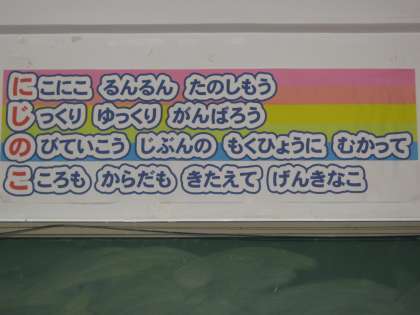 にこにこ るんるん たのしもう
じっくり ゆっくり がんばろう
のびていこう じぶんの もくひょうに むかって
こころも からだも きたえて げんきなこ